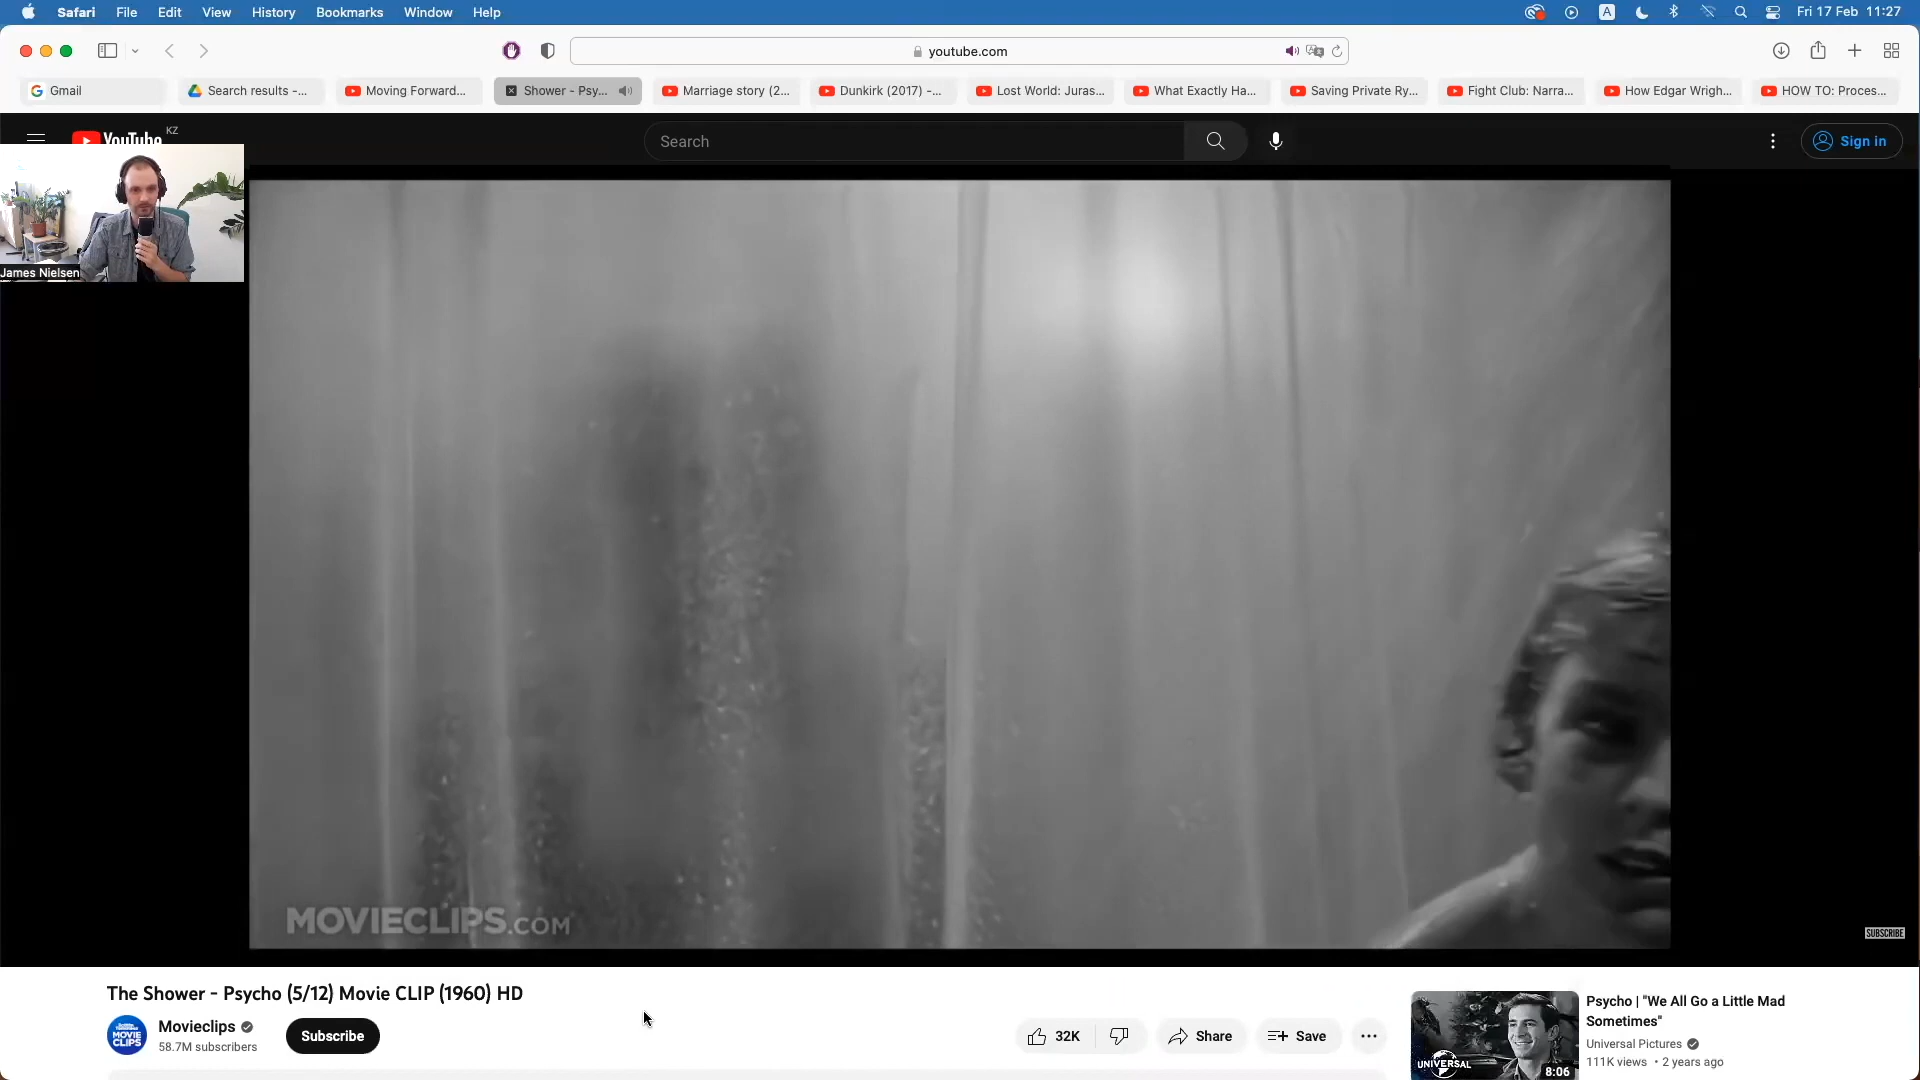 Safari File Edit View History Bookmarks Window Help A Fri 17 Feb 11:27
youtube.com
Gmail Search results -... Moving Forward... Shower - Psy... Marriage story (2... Dunkirk (2017) -... Lost World: Juras... What Exactly Ha... Saving Private Ry... Fight Club: Narra... How Edgar Wrigh... HOW TO: Proces...
YouTube KZ Search Sign in
James Nielsen
MOVIECLIPS.COM
SUBSCRIBE
The Shower - Psycho (5/12) Movie CLIP (1960) HD
Movieclips
58.7M subscribers
Subscribe
32K Share Save
Psycho | "We All Go a Little Mad
Sometimes"
Universal Pictures
111K views • 2 years ago
UNIVERSAL
8:06
MOVIE
CLIPS